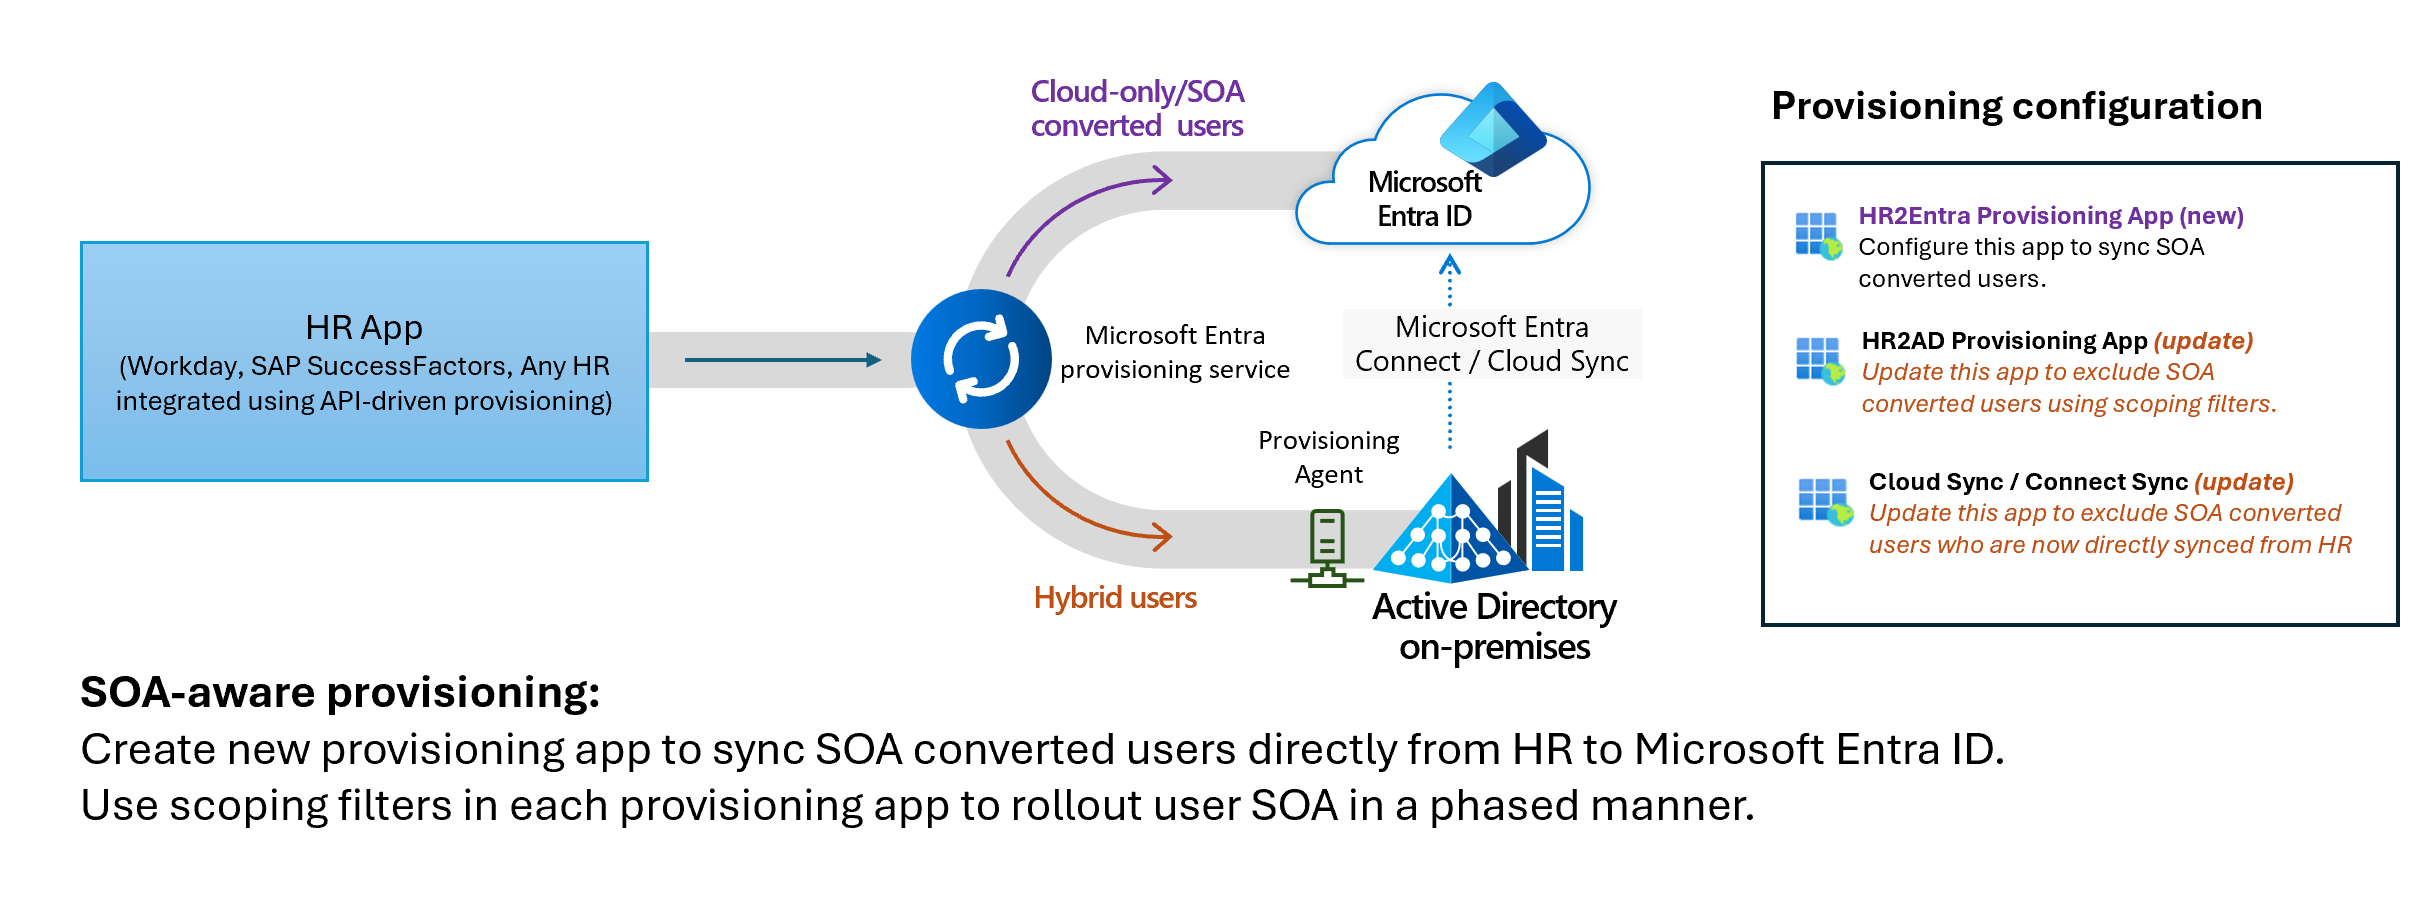 Cloud-only/SOA
converted users
Microsoft
Entra ID
HR App
(Workday, SAP SuccessFactors, Any HR
integrated using API-driven provisioning)
Microsoft Entra
provisioning service
Microsoft Entra
Connect / Cloud Sync
Provisioning
Agent
Hybrid users
Active Directory
on-premises
Provisioning configuration
HR2Entra Provisioning App (new)
Configure this app to sync SOA
converted users.
HR2AD Provisioning App (update)
Update this app to exclude SOA
converted users using scoping filters.
Cloud Sync / Connect Sync (update)
Update this app to exclude SOA converted
users who are now directly synced from HR
SOA-aware provisioning:
Create new provisioning app to sync SOA converted users directly from HR to Microsoft Entra ID.
Use scoping filters in each provisioning app to rollout user SOA in a phased manner.